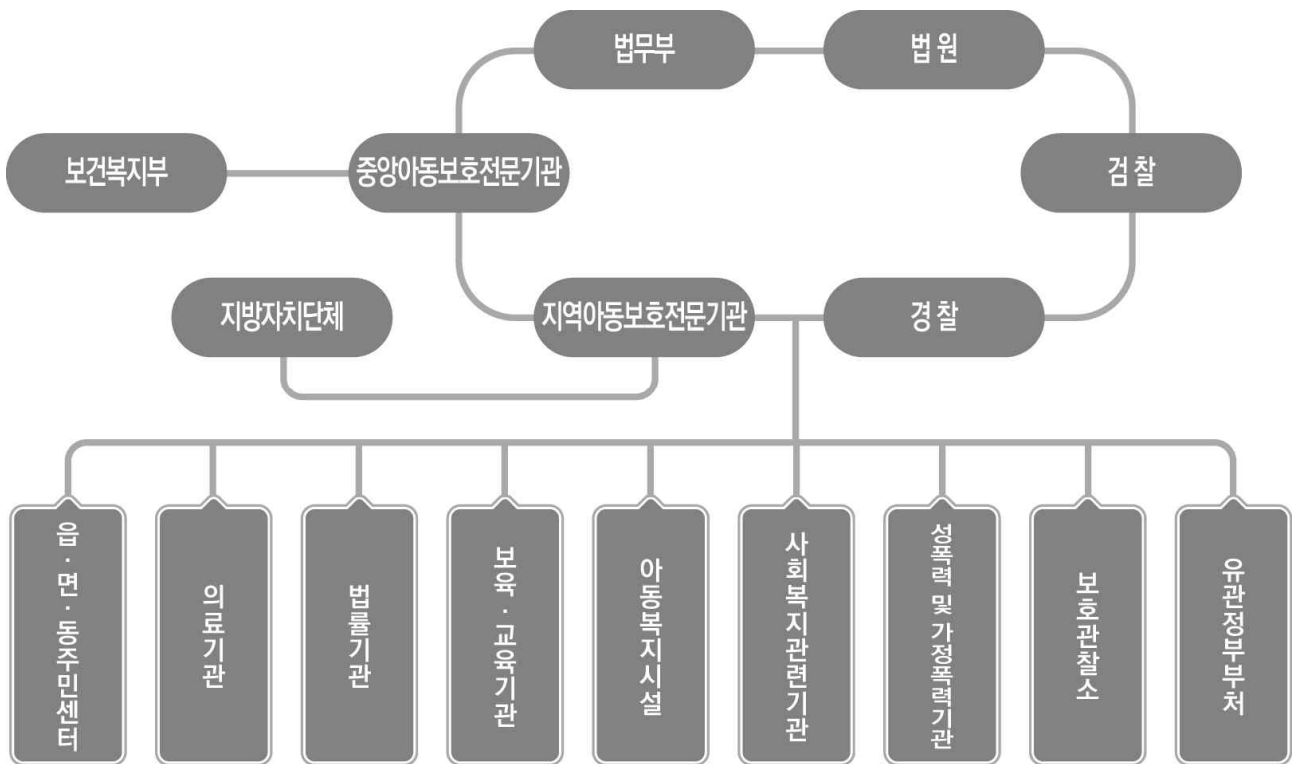 법무부
법 원
보건복지부
중앙아동보호전문기관
검 찰
지방자치단체
지역아동보호전문기관
경 찰
읍·면·동주민센터
의료기관
법률기관
보육·교육기관
아동복지시설
사회복지관련기관
성폭력 및 가정폭력기관
보호관찰소
유관정부부처